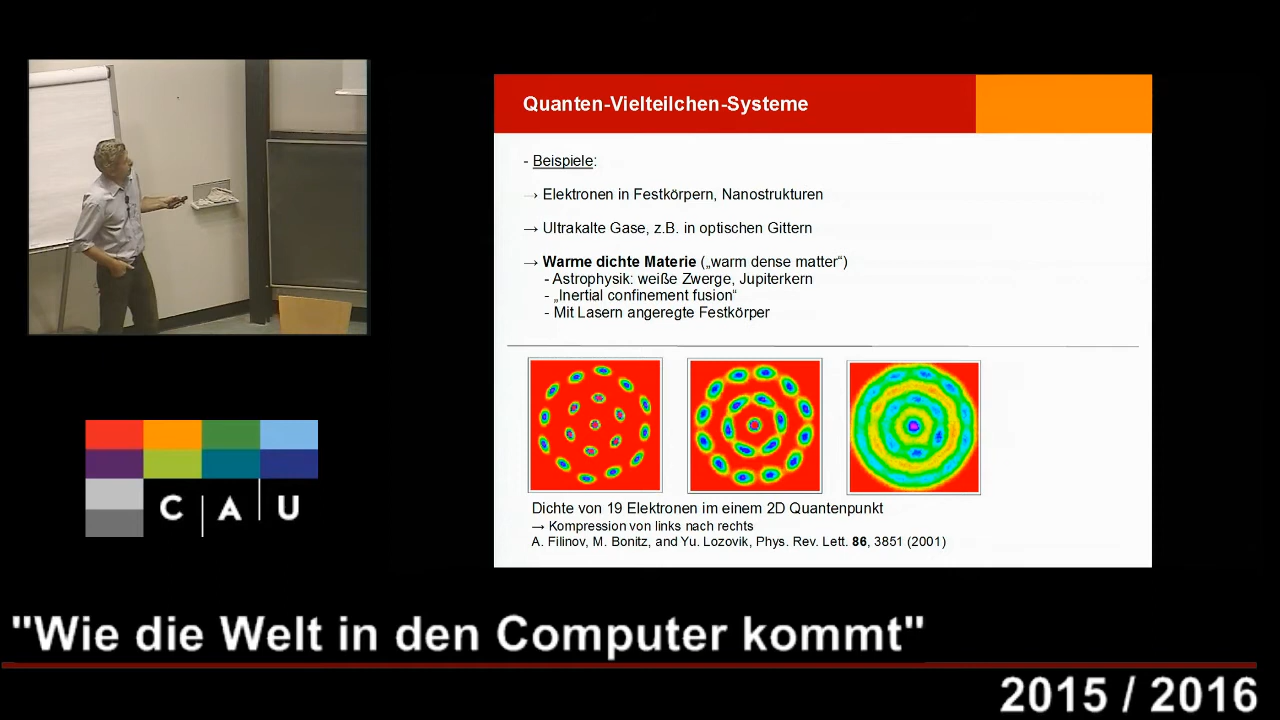 Quanten-Vielteilchen-Systeme
- Beispiele:
→ Elektronen in Festkörpern, Nanostrukturen
→ Ultrakalte Gase, z.B. in optischen Gittern
→ Warme dichte Materie („warm dense matter“)
- Astrophysik: weiße Zwerge, Jupiterkern
- „Inertial confinement fusion“
- Mit Lasern angeregte Festkörper
Dichte von 19 Elektronen im einem 2D Quantenpunkt
→ Kompression von links nach rechts
A. Filinov, M. Bonitz, and Yu. Lozovik, Phys. Rev. Lett. 86, 3851 (2001)
C A U
"Wie die Welt in den Computer kommt"
2015 / 2016